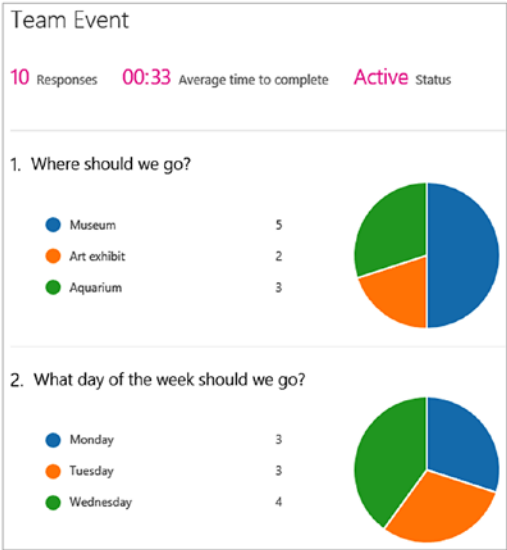 Team Event
10 Responses 00:33 Average time to complete Active Status
1. Where should we go?
Museum 5
Art exhibit 2
Aquarium 3
2. What day of the week should we go?
Monday 3
Tuesday 3
Wednesday 4